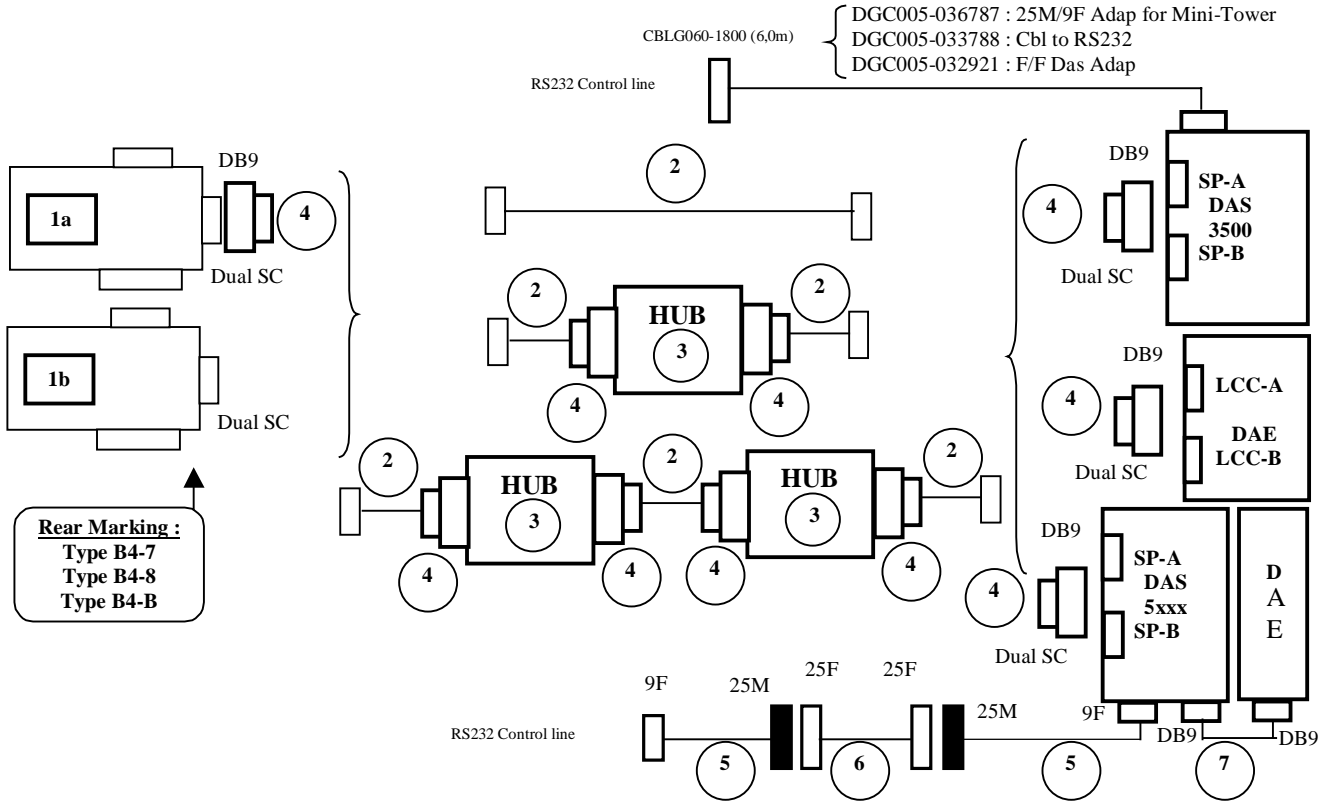 DGC005-036787 : 25M/9F Adap for Mini-Tower
CBLG060-1800 (6,0m)
DGC005-033788 : Cbl to RS232
DGC005-032921 : F/F Das Adap
RS232 Control line
DB9
1a
4
Dual SC
1b
Dual SC
Rear Marking :
Type B4-7
Type B4-8
Type B4-B
2
2
HUB
3
2
4
4
2
HUB
3
2
HUB
3
2
4
4
4
4
DB9
4
Dual SC
SP-A
DAS
3500
SP-B
DB9
4
Dual SC
LCC-A
DAE
LCC-B
DB9
4
Dual SC
SP-A
DAS
5xxx
SP-B
D
A
E
RS232 Control line
9F
5
25M
25F
6
25F
25M
5
9F
DB9
7
DB9